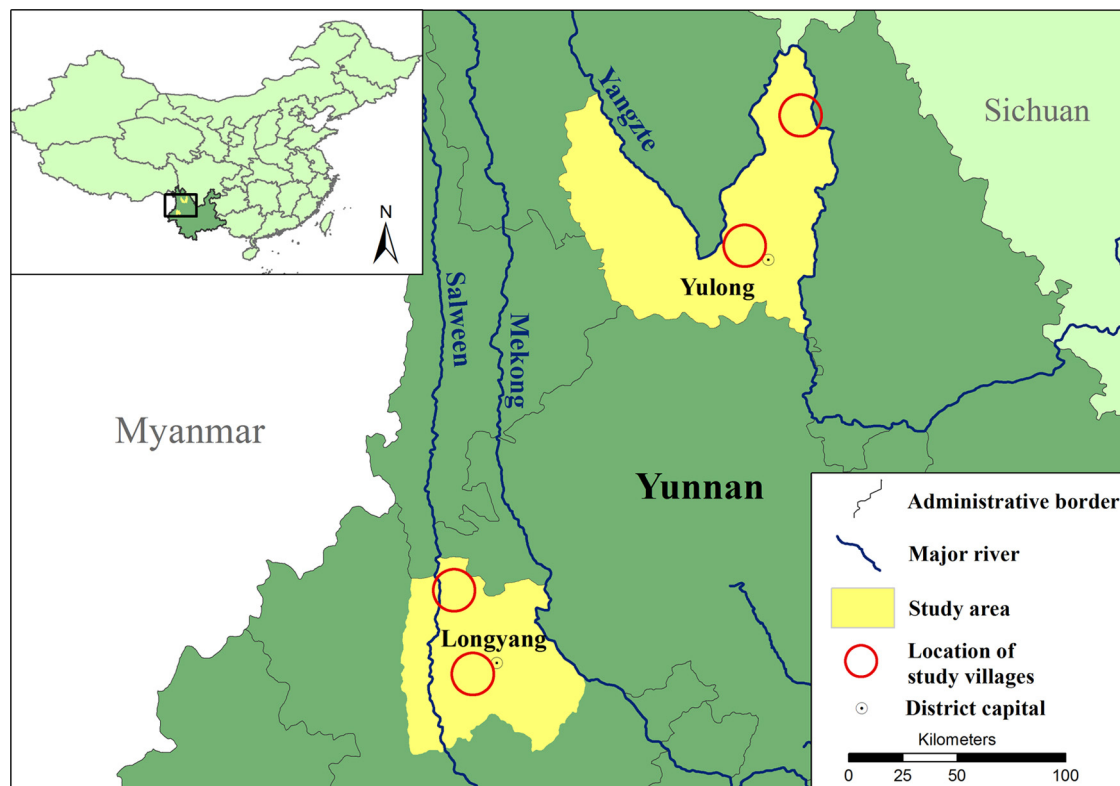 N
Yangzte
Sichuan
Yulong
Salween
Mekong
Myanmar
Yunnan
Longyang
Administrative border
Major river
Study area
Location of
study villages
District capital
Kilometers
0 25 50 100